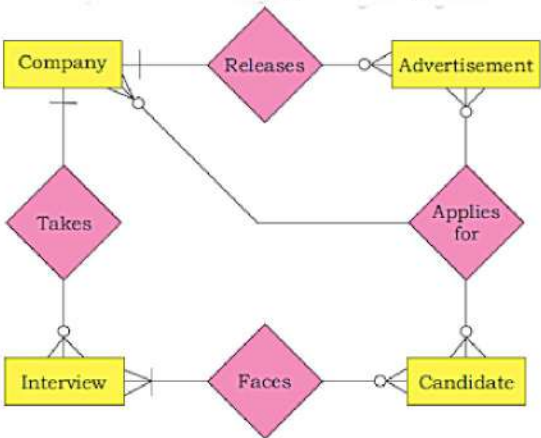 Company
Releases
Advertisement
Takes
Applies
for
Interview
Faces
Candidate